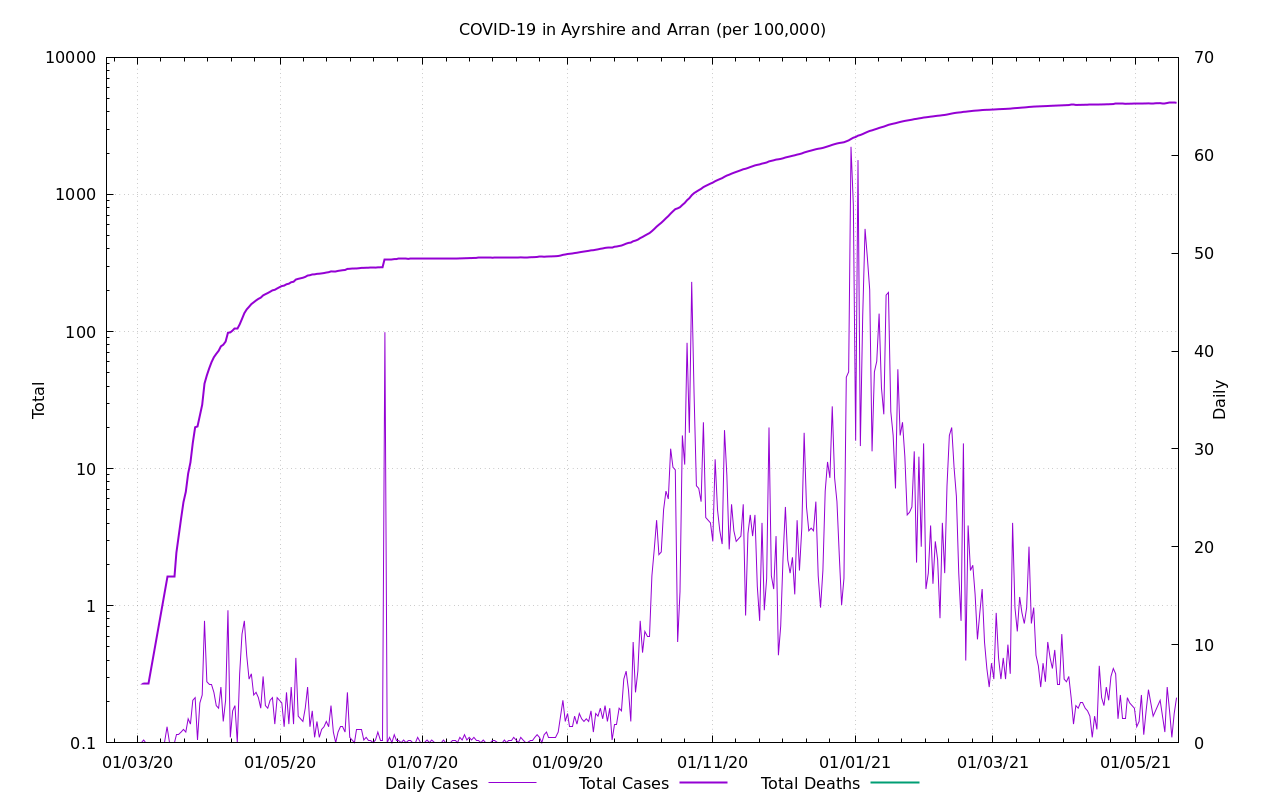 COVID-19 in Ayrshire and Arran (per 100,000)
10000
1000
100
10
1
0.1
Total
70
60
50
40
30
20
10
0
Daily
01/03/20 01/05/20 01/07/20 01/09/20 01/11/20 01/01/21 01/03/21 01/05/21
Daily Cases Total Cases Total Deaths